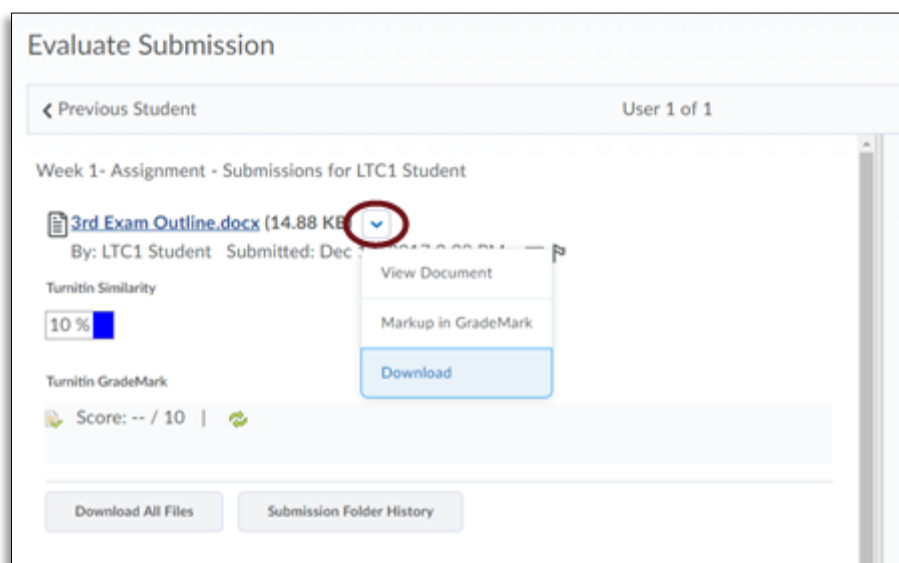 Evaluate Submission
Previous Student User 1 of 1
Week 1- Assignment - Submissions for LTC1 Student
3rd Exam Outline.docx (14.88 KB
By: LTC1 Student Submitted: Dec
View Document
Turnitin Similarity
10 %
Markup in GradeMark
Download
Turnitin GradeMark
Score: -- / 10 |
Download All Files Submission Folder History